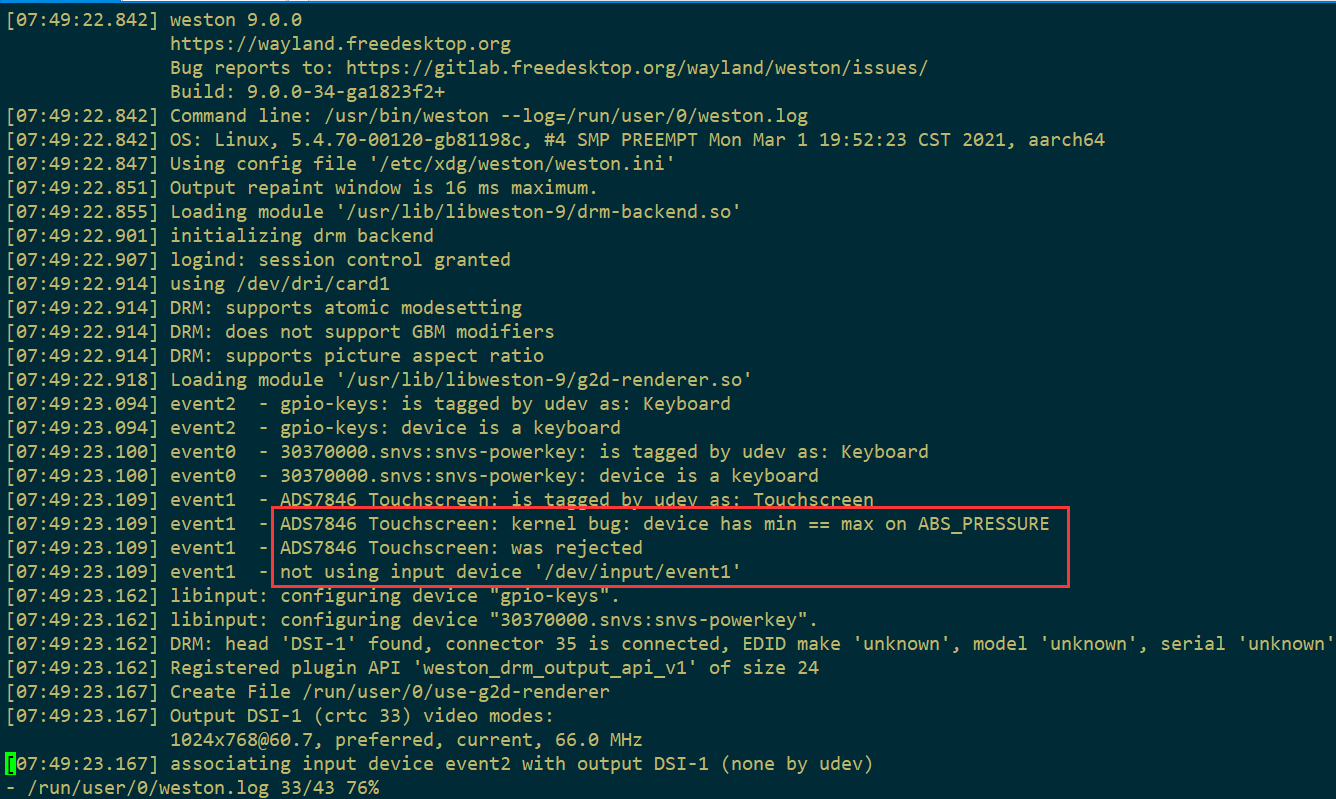 [07:49:22.842] weston 9.0.0
https://wayland.freedesktop.org
Bug reports to: https://gitlab.freedesktop.org/wayland/weston/issues/
Build: 9.0.0-34-ga1823f2+
[07:49:22.842] Command line: /usr/bin/weston --log=/run/user/0/weston.log
[07:49:22.842] OS: Linux, 5.4.70-00120-gb81198c, #4 SMP PREEMPT Mon Mar 1 19:52:23 CST 2021, aarch64
[07:49:22.847] Using config file '/etc/xdg/weston/weston.ini'
[07:49:22.851] Output repaint window is 16 ms maximum.
[07:49:22.855] Loading module '/usr/lib/libweston-9/drm-backend.so'
[07:49:22.901] initializing drm backend
[07:49:22.907] logind: session control granted
[07:49:22.914] using /dev/dri/card1
[07:49:22.914] DRM: supports atomic modesetting
[07:49:22.914] DRM: does not support GBM modifiers
[07:49:22.914] DRM: supports picture aspect ratio
[07:49:22.918] Loading module '/usr/lib/libweston-9/g2d-renderer.so'
[07:49:23.094] event2  - gpio-keys: is tagged by udev as: Keyboard
[07:49:23.094] event2  - gpio-keys: device is a keyboard
[07:49:23.100] event0  - 30370000.snvs:snvs-powerkey: is tagged by udev as: Keyboard
[07:49:23.100] event0  - 30370000.snvs:snvs-powerkey: device is a keyboard
[07:49:23.109] event1  - ADS7846 Touchscreen: is tagged by udev as: Touchscreen
[07:49:23.109] event1  - ADS7846 Touchscreen: kernel bug: device has min == max on ABS_PRESSURE
[07:49:23.109] event1  - ADS7846 Touchscreen: was rejected
[07:49:23.109] event1  - not using input device '/dev/input/event1'
[07:49:23.162] libinput: configuring device "gpio-keys".
[07:49:23.162] libinput: configuring device "30370000.snvs:snvs-powerkey".
[07:49:23.162] DRM: head 'DSI-1' found, connector 35 is connected, EDID make 'unknown', model 'unknown', serial 'unknown'
[07:49:23.162] Registered plugin API 'weston_drm_output_api_v1' of size 24
[07:49:23.167] Create File /run/user/0/use-g2d-renderer
[07:49:23.167] Output DSI-1 (crtc 33) video modes:
1024x768@60.7, preferred, current, 66.0 MHz
[07:49:23.167] associating input device event2 with output DSI-1 (none by udev)
- /run/user/0/weston.log 33/43 76%